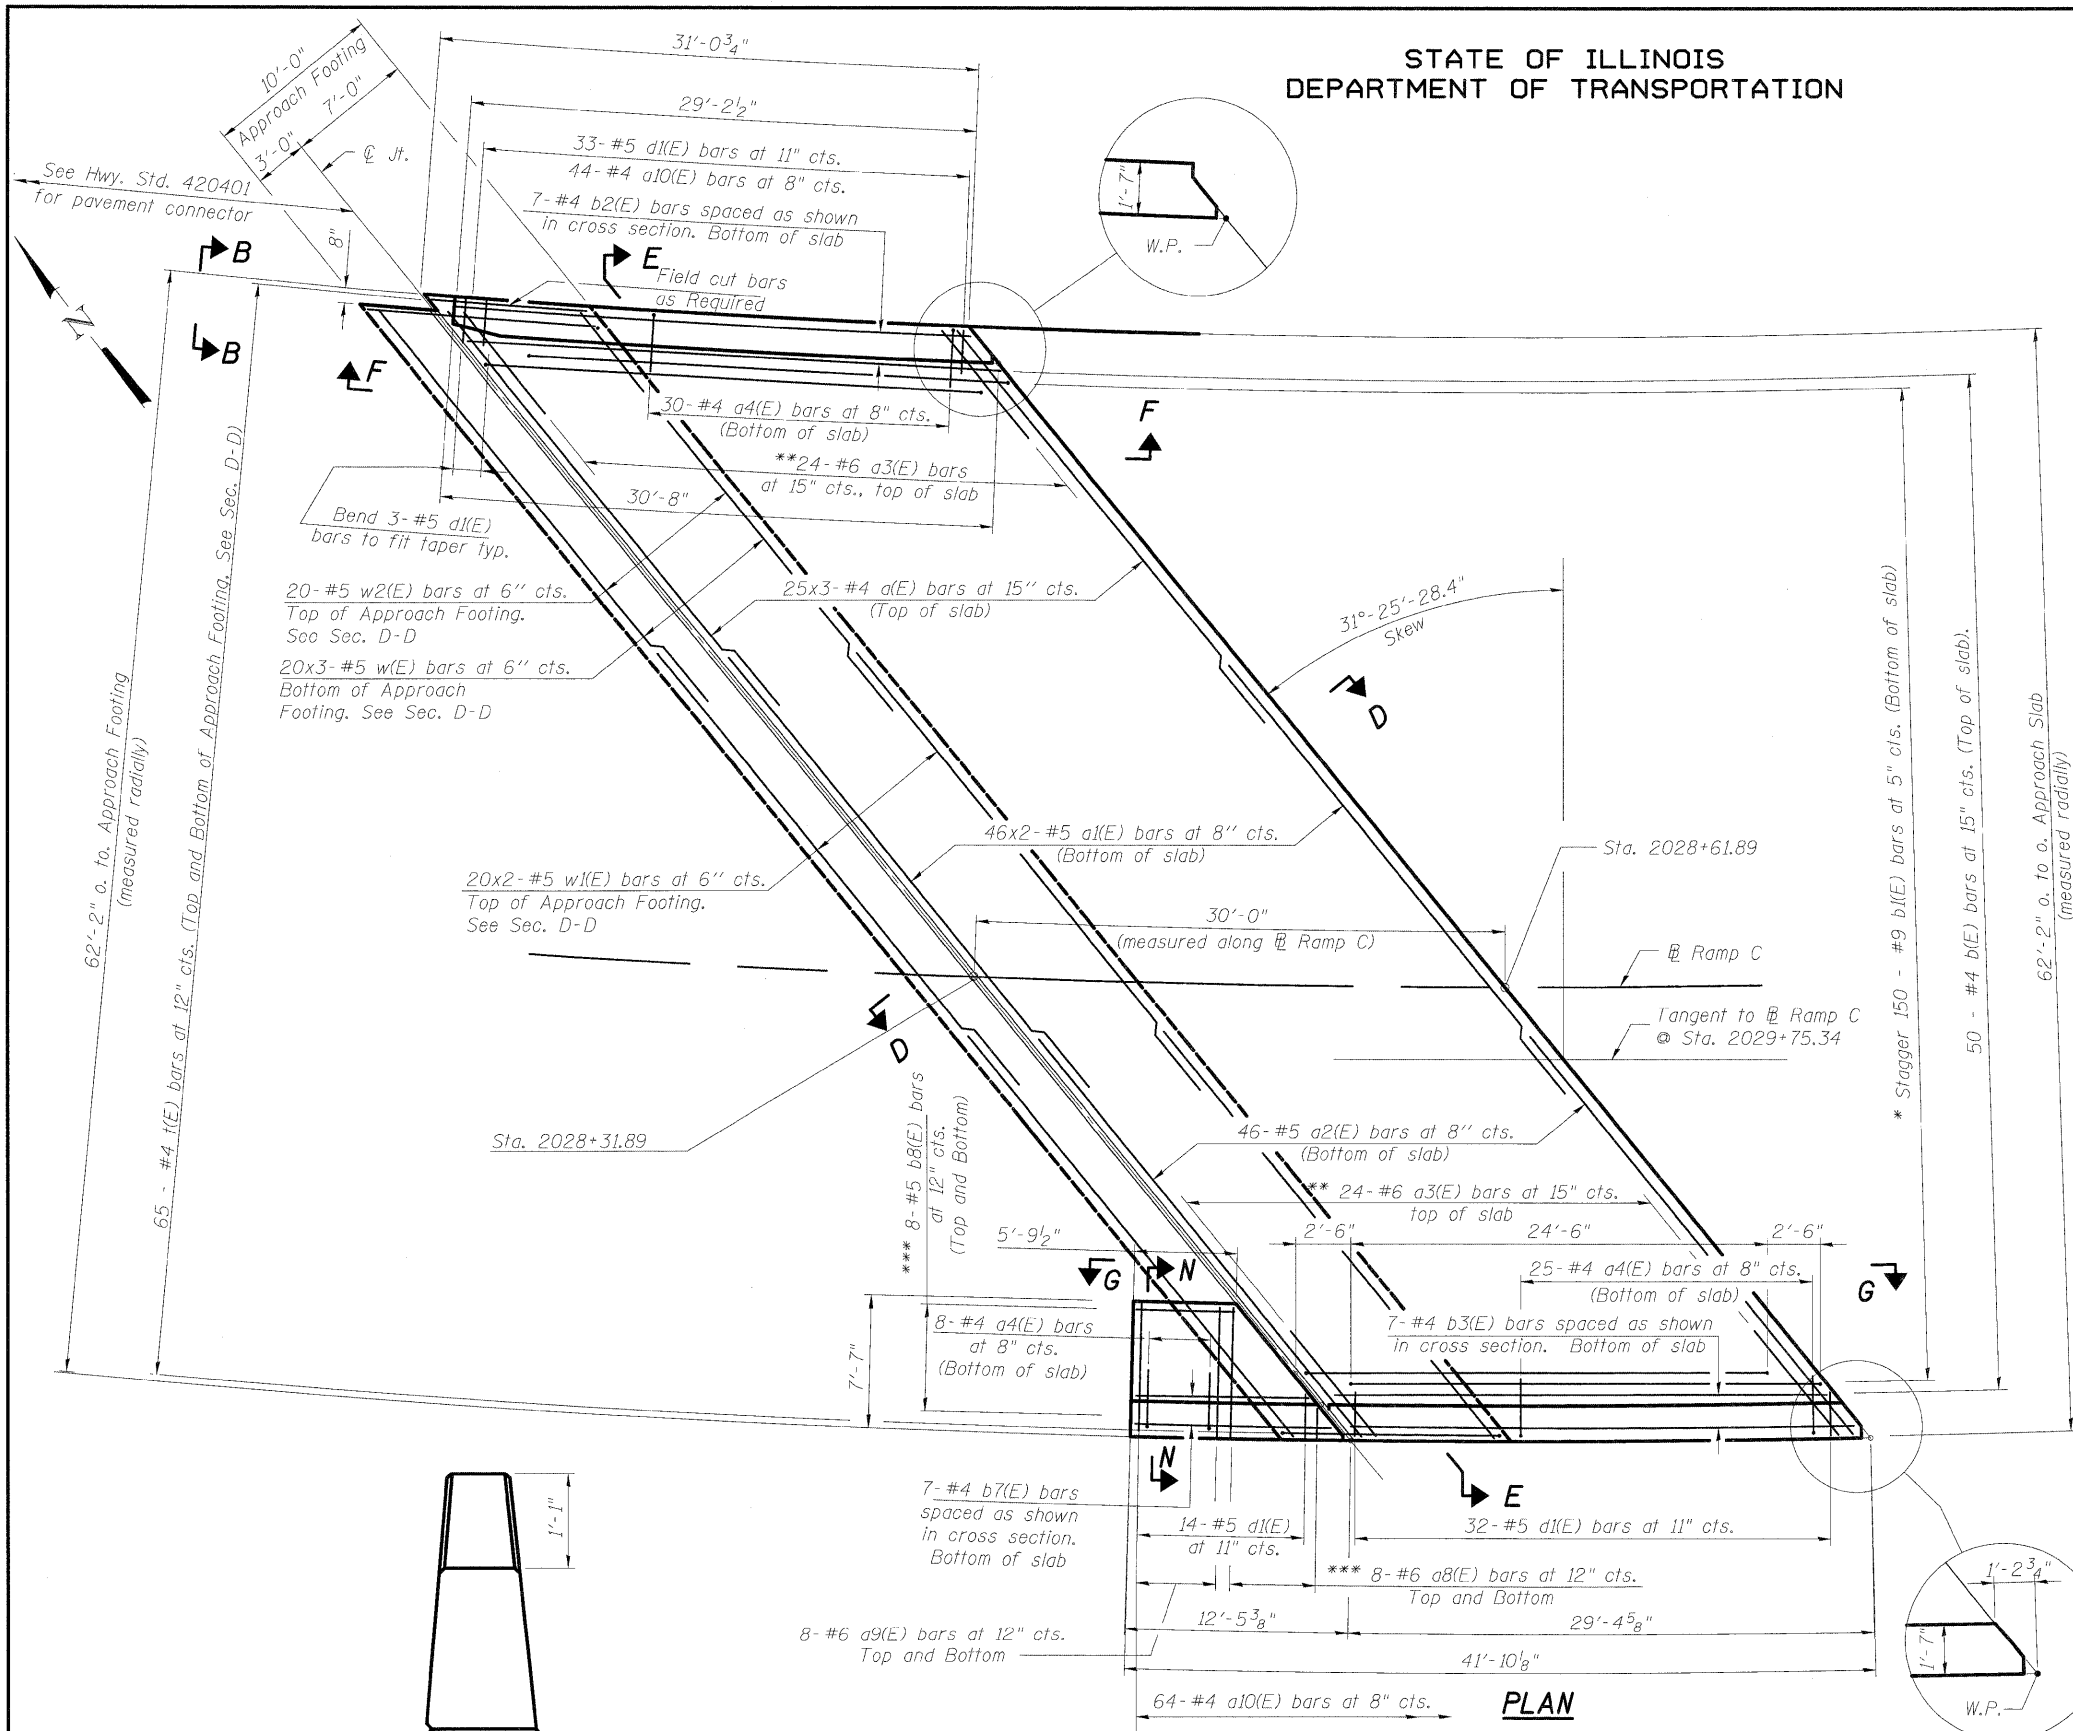 STATE OF ILLINOIS
DEPARTMENT OF TRANSPORTATION
31'-0 3/4"
10'-0"
Approach Footing
7'-0"
3'-0"
℄ Jt.
29'-2 1/2"
33-#5 d1(E) bars at 11" cts.
44-#4 a10(E) bars at 8" cts.
7-#4 b2(E) bars spaced as shown
in cross section. Bottom of slab
See Hwy. Std. 420401
for pavement connector
8"
B
B
E
Field cut bars
as Required
1'-7"
W.P.
N
F
F
30-#4 a4(E) bars at 8" cts.
(Bottom of slab)
**24-#6 a3(E) bars
at 15" cts., top of slab
30'-8"
Bend 3-#5 d1(E)
bars to fit taper typ.
20-#5 w2(E) bars at 6" cts.
Top of Approach Footing.
See Sec. D-D
25x3-#4 a(E) bars at 15" cts.
(Top of slab)
31°-25'-28.4"
Skew
20x3-#5 w(E) bars at 6" cts.
Bottom of Approach
Footing. See Sec. D-D
D
62'-2" o. to. Approach Footing
(measured radially)
65 - #4 t(E) bars at 12" cts. (Top and Bottom of Approach Footing. See Sec. D-D)
46x2-#5 a1(E) bars at 8" cts.
(Bottom of slab)
Sta. 2028+61.89
20x2-#5 w1(E) bars at 6" cts.
Top of Approach Footing.
See Sec. D-D
30'-0"
(measured along ⅊ Ramp C)
⅊ Ramp C
Tangent to ⅊ Ramp C
@ Sta. 2029+75.34
* Stagger 150 - #9 b1(E) bars at 5" cts. (Bottom of slab)
50 - #4 b(E) bars at 15" cts. (Top of slab).
62'-2" o. to o. Approach Slab
(measured radially)
D
Sta. 2028+31.89
*** 8-#5 b8(E) bars
at 12" cts.
(Top and Bottom)
46-#5 a2(E) bars at 8" cts.
(Bottom of slab)
** 24-#6 a3(E) bars at 15" cts.
top of slab
5'-9 1/2"
2'-6"
24'-6"
2'-6"
G
N
G
25-#4 a4(E) bars at 8" cts.
(Bottom of slab)
8-#4 a4(E) bars
at 8" cts.
(Bottom of slab)
7-#4 b3(E) bars spaced as shown
in cross section. Bottom of slab
7'-7"
N
E
7-#4 b7(E) bars
spaced as shown
in cross section.
Bottom of slab
14-#5 d1(E)
at 11" cts.
32-#5 d1(E) bars at 11" cts.
1'-1"
*** 8-#6 a8(E) bars at 12" cts.
Top and Bottom
1'-2 3/4"
1'-7"
W.P.
12'-5 3/8"
29'-4 5/8"
8-#6 a9(E) bars at 12" cts.
Top and Bottom
41'-10 1/8"
64-#4 a10(E) bars at 8" cts.
PLAN